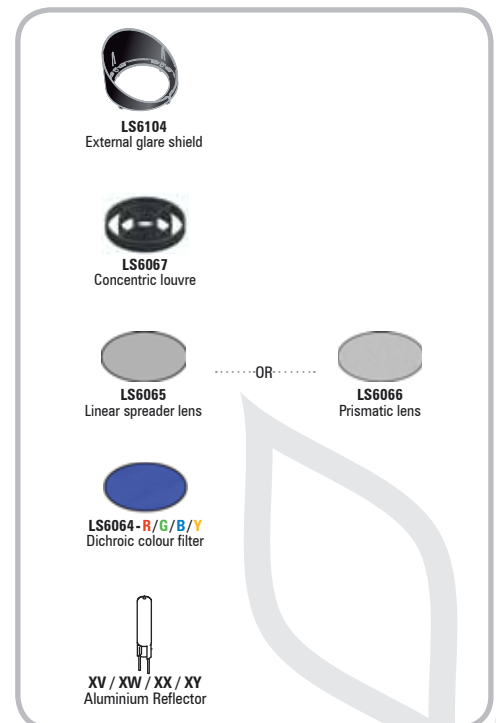 LS6104
External glare shield
LS6067
Concentric louvre
OR
LS6065
Linear spreader lens
LS6066
Prismatic lens
LS6064-R/G/B/Y
Dichroic colour filter
XV / XW / XX / XY
Aluminium Reflector